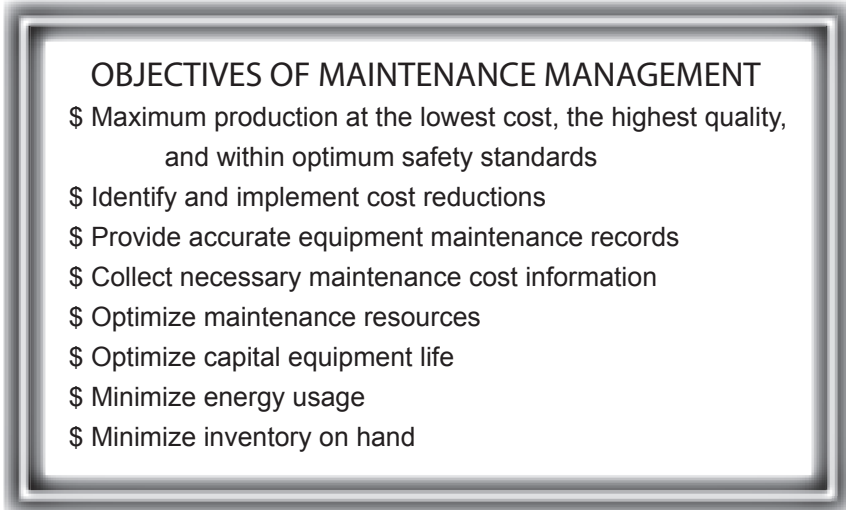 OBJECTIVES OF MAINTENANCE MANAGEMENT
$ Maximum production at the lowest cost, the highest quality,
and within optimum safety standards
$ Identify and implement cost reductions
$ Provide accurate equipment maintenance records
$ Collect necessary maintenance cost information
$ Optimize maintenance resources
$ Optimize capital equipment life
$ Minimize energy usage
$ Minimize inventory on hand